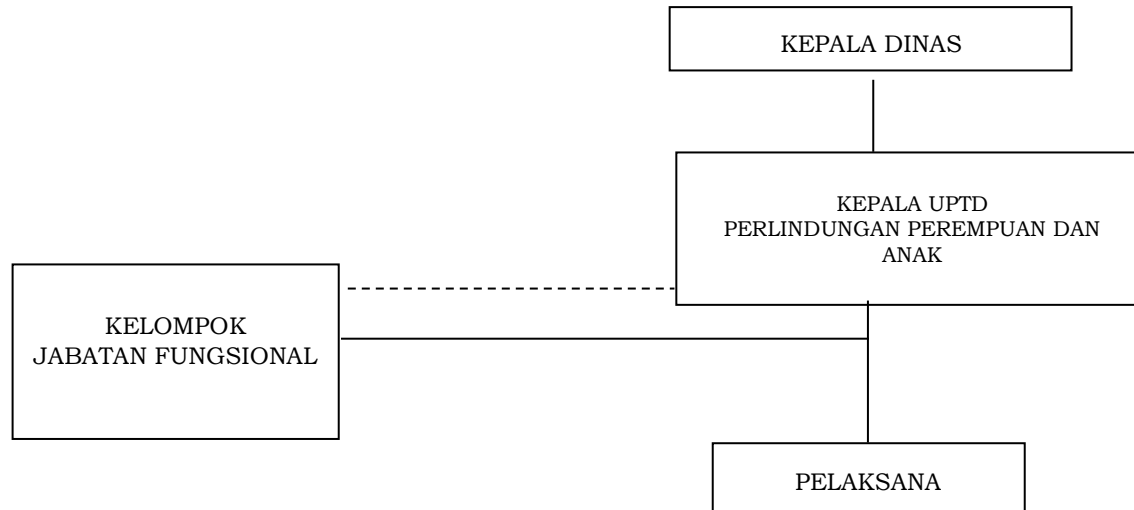 KEPALA DINAS
KEPALA UPTD
PERLINDUNGAN PEREMPUAN DAN
ANAK
KELOMPOK
JABATAN FUNGSIONAL
PELAKSANA